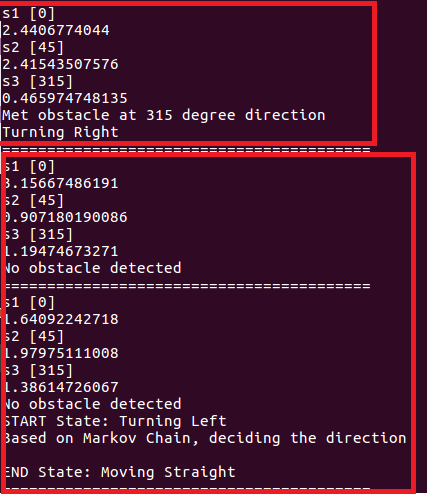 s1 [0]
2.4406774044
s2 [45]
2.41543507576
s3 [315]
0.465974748135
Met obstacle at 315 degree direction
Turning Right
=========================================
s1 [0]
3.15667486191
s2 [45]
0.907180190086
s3 [315]
1.19474673271
No obstacle detected
=========================================
s1 [0]
1.64092242718
s2 [45]
1.97975111008
s3 [315]
1.38614726067
No obstacle detected
START State: Turning Left
Based on Markov Chain, deciding the direction
END State: Moving Straight
=========================================